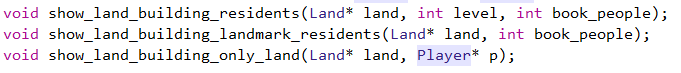 void show_land_building_residents(Land* land, int level, int book_people);
void show_land_building_landmark_residents(Land* land, int book_people);
void show_land_building_only_land(Land* land, Player* p);